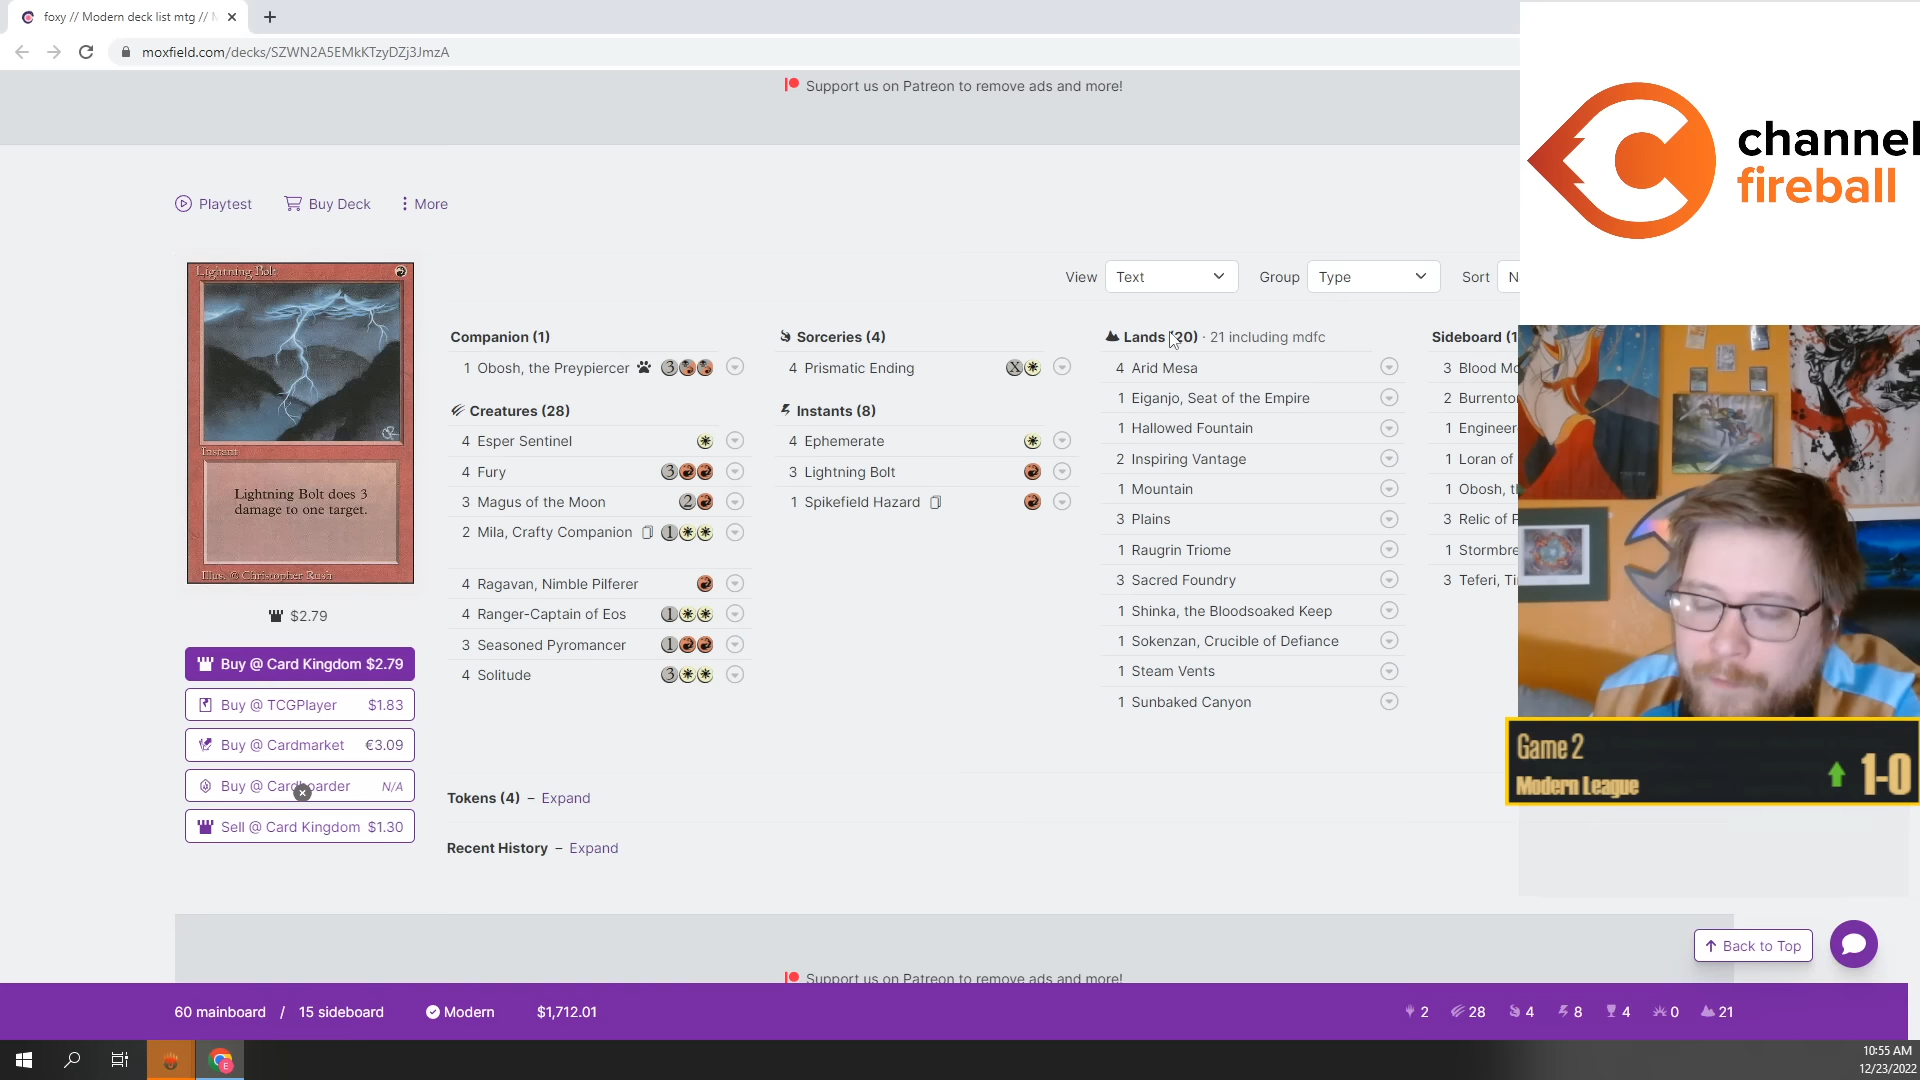 foxy // Modern deck list mtg //
moxfield.com/decks/SZWN2A5EMkKTzyDZj3JmzA
Support us on Patreon to remove ads and more!
channel
fireball
Playtest
Buy Deck
More
View
Text
Group
Type
Sort
N
Lightning Bolt
Instant
Lightning Bolt does 3
damage to one target.
Illus. © Christopher Rush
$2.79
Buy @ Card Kingdom $2.79
Buy @ TCGPlayer $1.83
Buy @ Cardmarket €3.09
N/A
Sell @ Card Kingdom $1.30
Companion (1)
1 Obosh, the Preypiercer 3
Creatures (28)
4 Esper Sentinel
4 Fury 3
3 Magus of the Moon 2
2 Mila, Crafty Companion 1
4 Ragavan, Nimble Pilferer
4 Ranger-Captain of Eos 1
3 Seasoned Pyromancer 1
4 Solitude 3
Sorceries (4)
4 Prismatic Ending X
Instants (8)
4 Ephemerate
3 Lightning Bolt
1 Spikefield Hazard
Lands (20) · 21 including mdfc
4 Arid Mesa
1 Eiganjo, Seat of the Empire
1 Hallowed Fountain
2 Inspiring Vantage
1 Mountain
3 Plains
1 Raugrin Triome
3 Sacred Foundry
1 Shinka, the Bloodsoaked Keep
1 Sokenzan, Crucible of Defiance
1 Steam Vents
1 Sunbaked Canyon
Sideboard (1
3 Blood Mo
2 Burrento
1 Engineer
1 Loran of
1 Obosh, t
3 Relic of P
1 Stormbre
3 Teferi, Ti
Game 2
Modern League
1-0
Tokens (4) – Expand
Recent History – Expand
Back to Top
Support us on Patreon to remove ads and more!
60 mainboard / 15 sideboard
Modern
$1,712.01
2 28 4 8 4 0 21
10:55 AM
12/23/2022